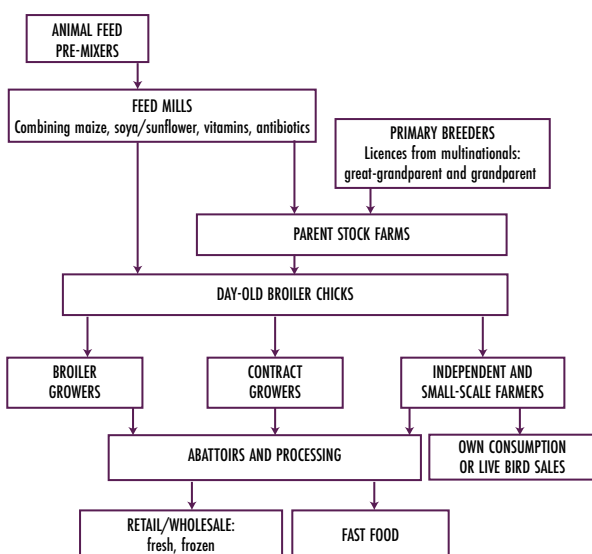 ANIMAL FEED
PRE-MIXERS
FEED MILLS
Combining maize, soya/sunflower, vitamins, antibiotics
PRIMARY BREEDERS
Licences from multinationals:
great-grandparent and grandparent
PARENT STOCK FARMS
DAY-OLD BROILER CHICKS
BROILER
GROWERS
CONTRACT
GROWERS
INDEPENDENT AND
SMALL-SCALE FARMERS
ABATTOIRS AND PROCESSING
OWN CONSUMPTION
OR LIVE BIRD SALES
RETAIL/WHOLESALE:
fresh, frozen
FAST FOOD